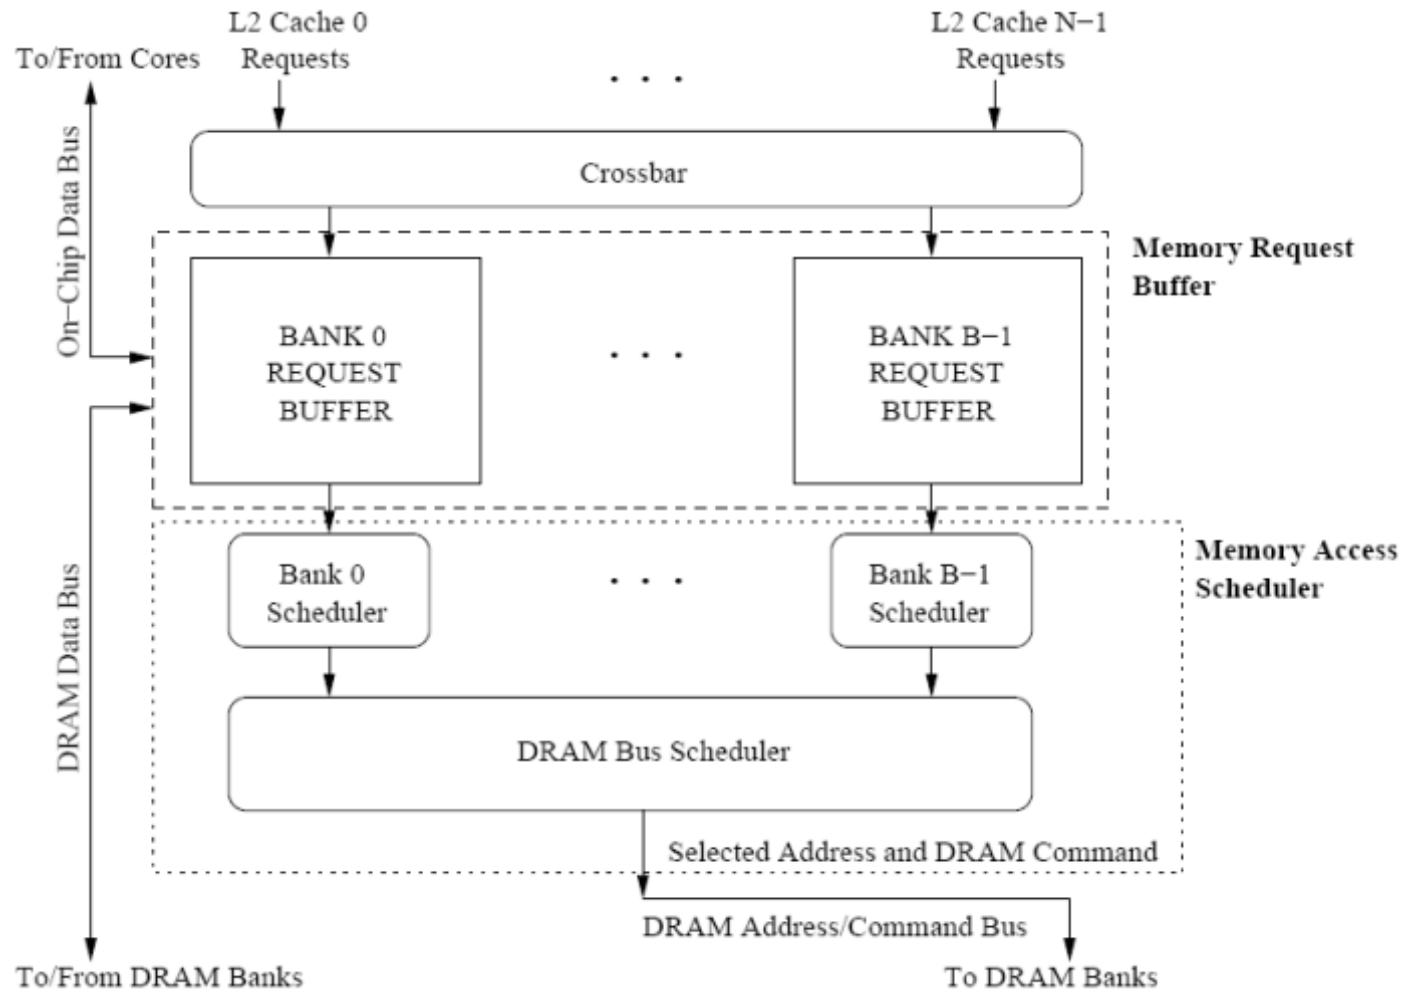 L2 Cache 0
Requests
L2 Cache N−1
Requests
To/From Cores
. . .
On−Chip Data Bus
Crossbar
Memory Request
Buffer
BANK 0
REQUEST
BUFFER
. . .
BANK B−1
REQUEST
BUFFER
Memory Access
Scheduler
Bank 0
Scheduler
. . .
Bank B−1
Scheduler
DRAM Data Bus
DRAM Bus Scheduler
Selected Address and DRAM Command
DRAM Address/Command Bus
To/From DRAM Banks
To DRAM Banks